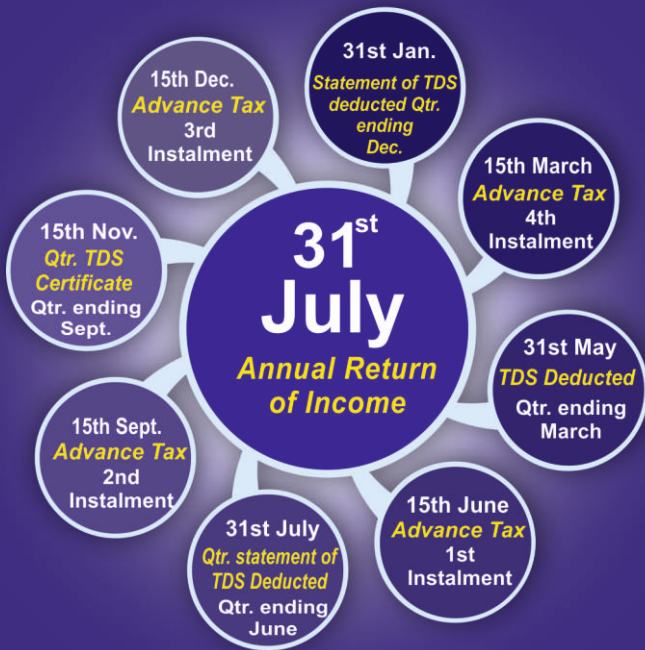 31st
July
Annual Return
of Income
31st Jan.
Statement of TDS
deducted Qtr.
ending
Dec.
15th March
Advance Tax
4th
Instalment
31st May
TDS Deducted
Qtr. ending
March
15th June
Advance Tax
1st
Instalment
31st July
Qtr. statement of
TDS Deducted
Qtr. ending
June
15th Sept.
Advance Tax
2nd
Instalment
15th Nov.
Qtr. TDS
Certificate
Qtr. ending
Sept.
15th Dec.
Advance Tax
3rd
Instalment